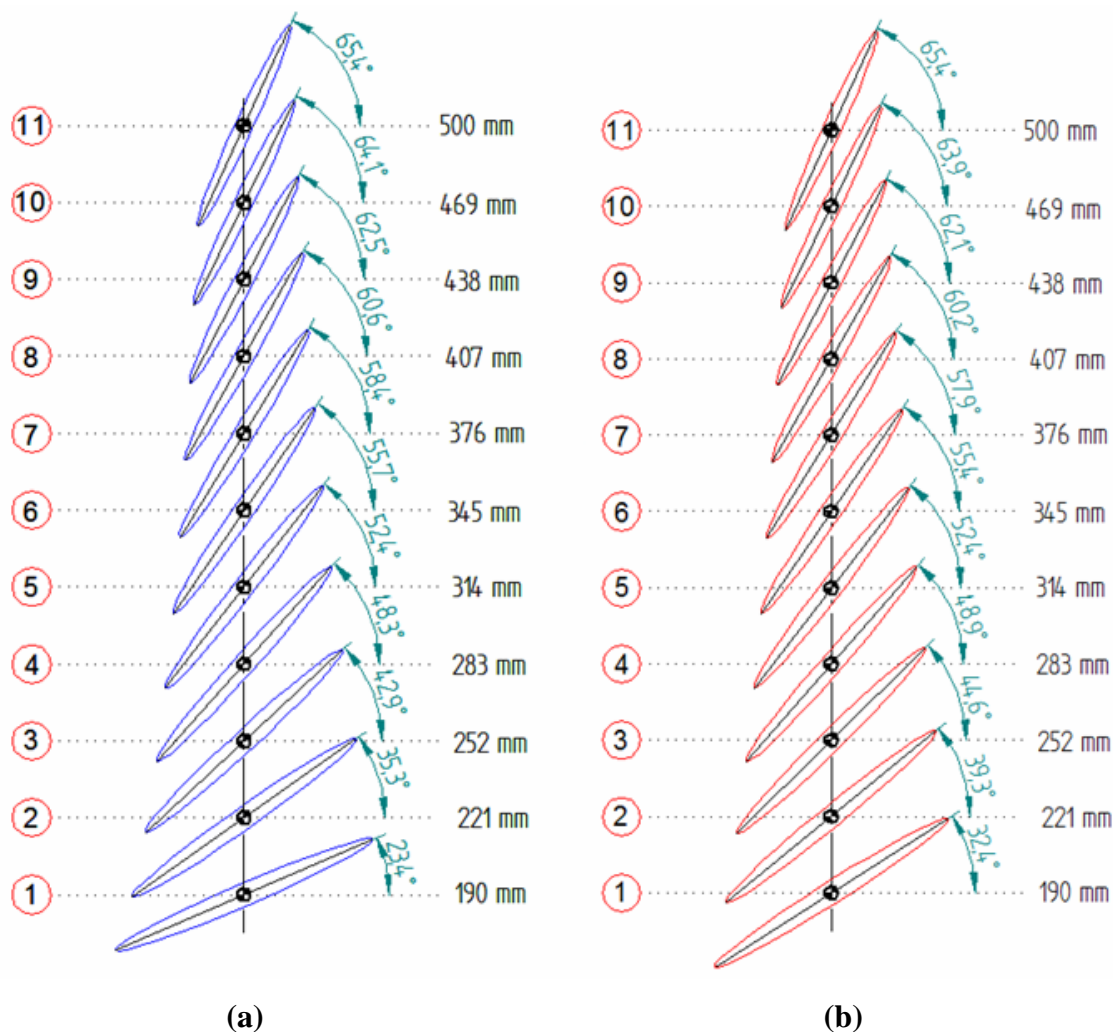 65,4°
11 500 mm
64,1°
10 469 mm
62,5°
9 438 mm
60,6°
8 407 mm
58,4°
7 376 mm
55,7°
6 345 mm
52,4°
5 314 mm
48,3°
4 283 mm
42,9°
3 252 mm
35,3°
2 221 mm
23,4°
1 190 mm
(a)
65,4°
11 500 mm
63,9°
10 469 mm
62,1°
9 438 mm
60,2°
8 407 mm
57,9°
7 376 mm
55,4°
6 345 mm
52,4°
5 314 mm
48,9°
4 283 mm
44,6°
3 252 mm
39,3°
2 221 mm
32,4°
1 190 mm
(b)